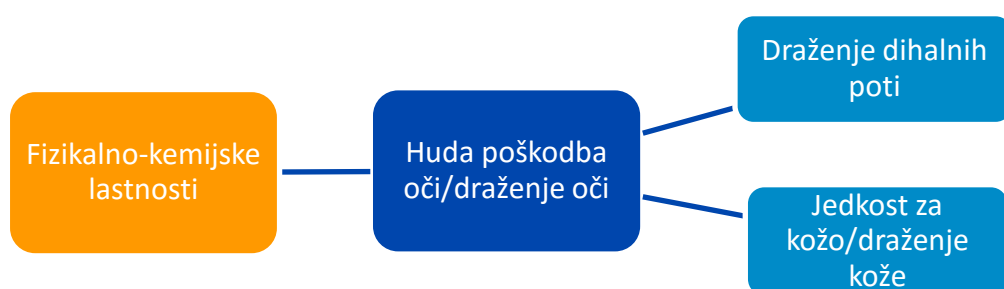 Fizikalno-kemijske
lastnosti
Huda poškodba
oči/draženje oči
Draženje dihalnih
poti
Jedkost za
kožo/draženje
kože